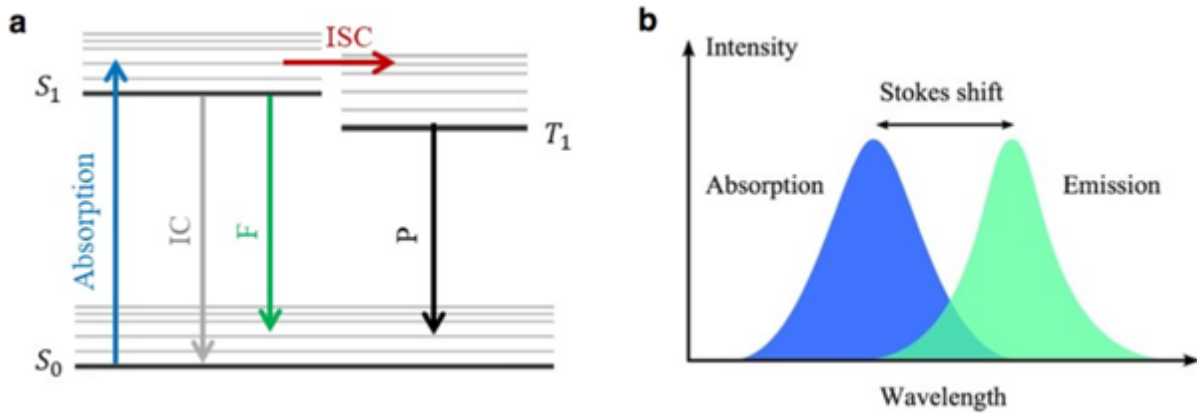 a
ISC
S₁
T₁
Absorption
IC
F
P
S₀
b
Intensity
Stokes shift
Absorption
Emission
Wavelength